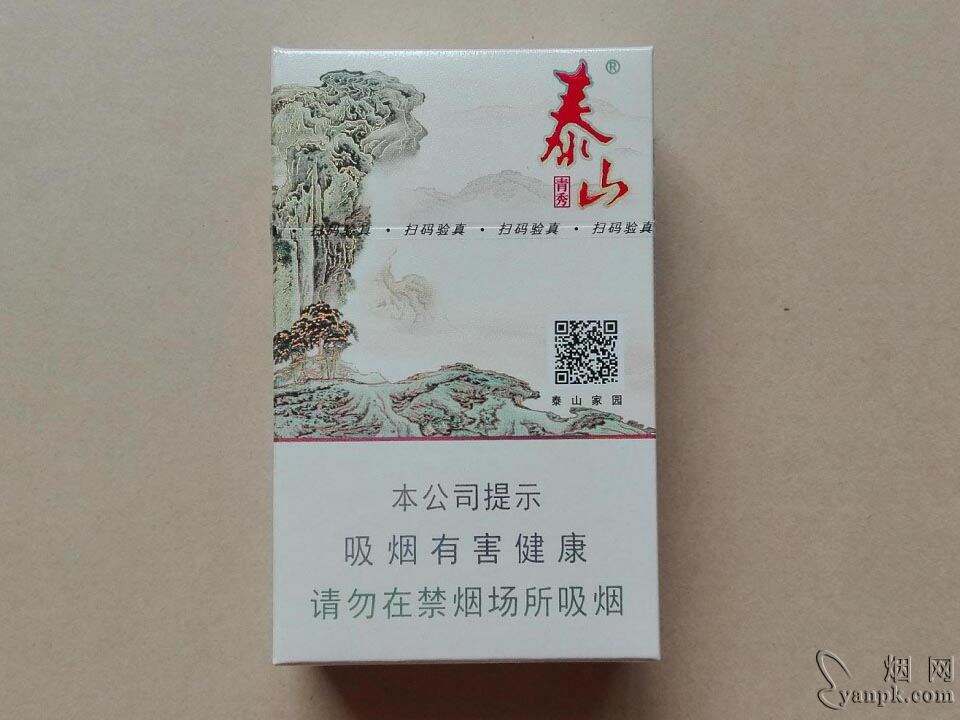 泰山
®
青秀
· 扫码验真 · 扫码验真 · 扫码验真 · 扫码验真
泰山家园
本公司提示
吸烟有害健康
请勿在禁烟场所吸烟
烟网
yanpk.com